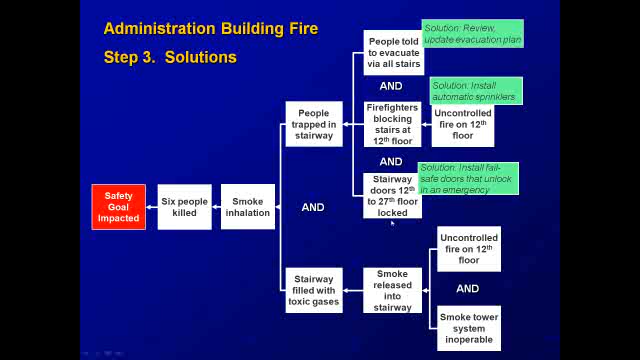 Administration Building Fire
Step 3.  Solutions
Solution: Review,
update evacuation plan
People told
to evacuate
via all stairs
AND
Solution: Install
automatic sprinklers
People
trapped in
stairway
Firefighters
blocking
stairs at
12th floor
Uncontrolled
fire on 12th
floor
AND
Solution: Install fail-
safe doors that unlock
in an emergency
Stairway
doors 12th
to 27th floor
locked
Safety
Goal
Impacted
Six people
killed
Smoke
inhalation
AND
Uncontrolled
fire on 12th
floor
Stairway
filled with
toxic gases
Smoke
released
into
stairway
AND
Smoke tower
system
inoperable